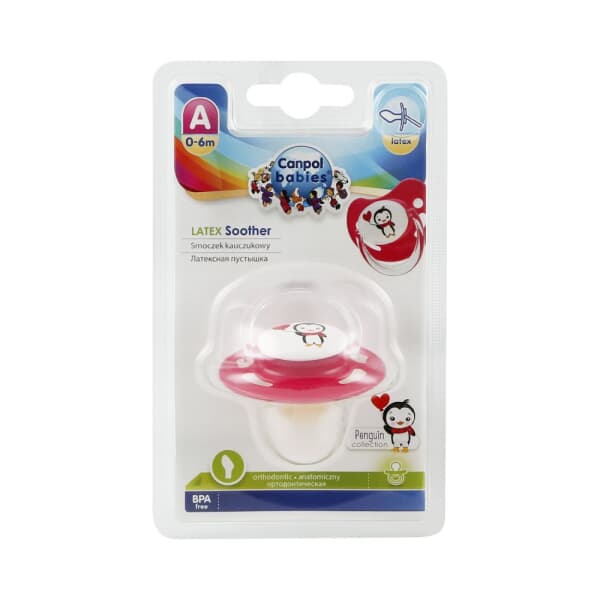 A
0-6m
Canpol
babies
latex
LATEX Soother
Smoczek kauczukowy
Латексная пустышка
Penguin
collection
orthodontic • anatomiczny
ортодонтическая
BPA
free